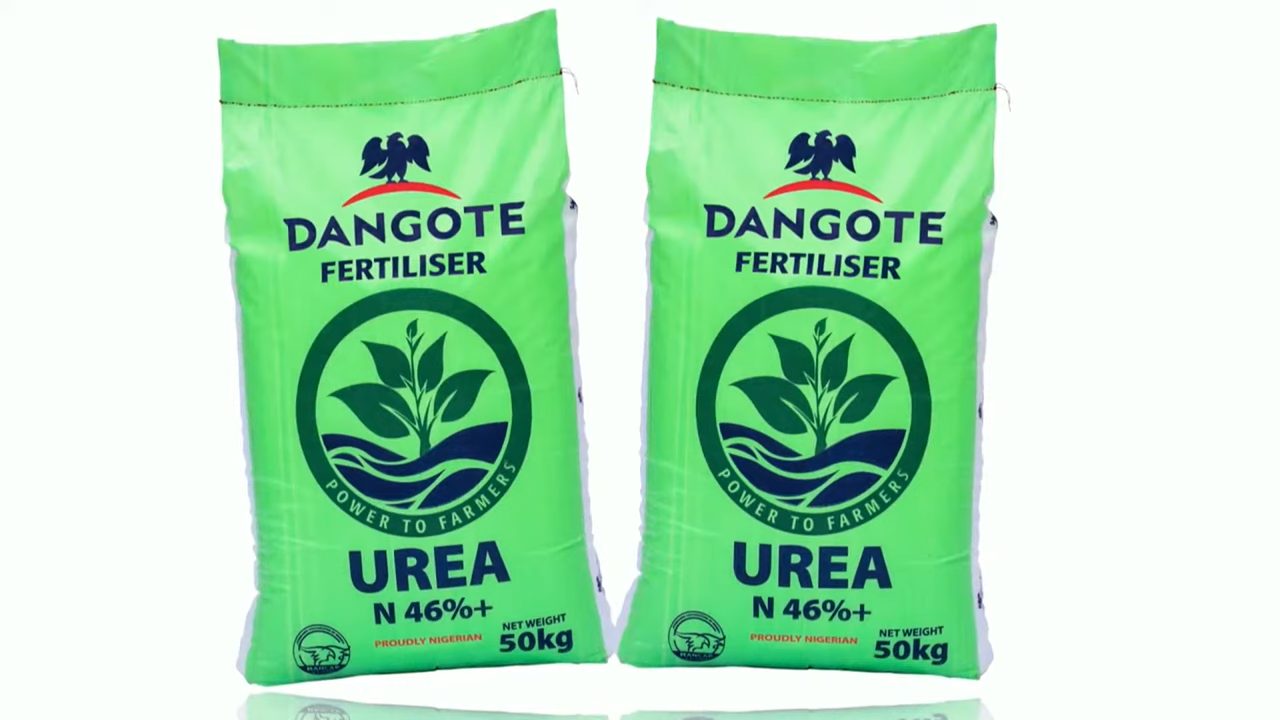 DANGOTE
FERTILISER
POWER TO FARMERS
UREA
N 46%+
PROUDLY NIGERIAN
NET WEIGHT
50kg
DANGOTE
FERTILISER
POWER TO FARMERS
UREA
N 46%+
PROUDLY NIGERIAN
NET WEIGHT
50kg